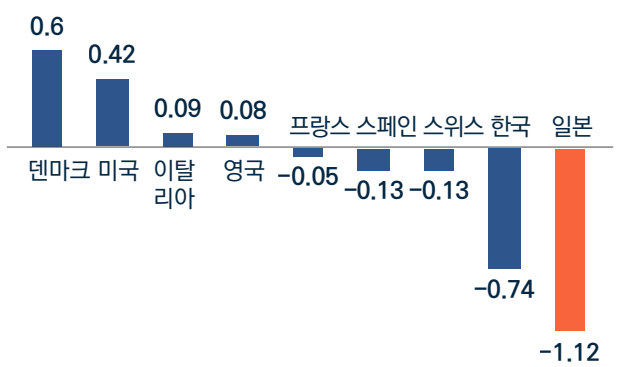 0.6
0.42
0.09
0.08
프랑스 스페인 스위스 한국 일본
덴마크 미국 이탈
리아
영국
-0.05
-0.13
-0.13
-0.74
-1.12